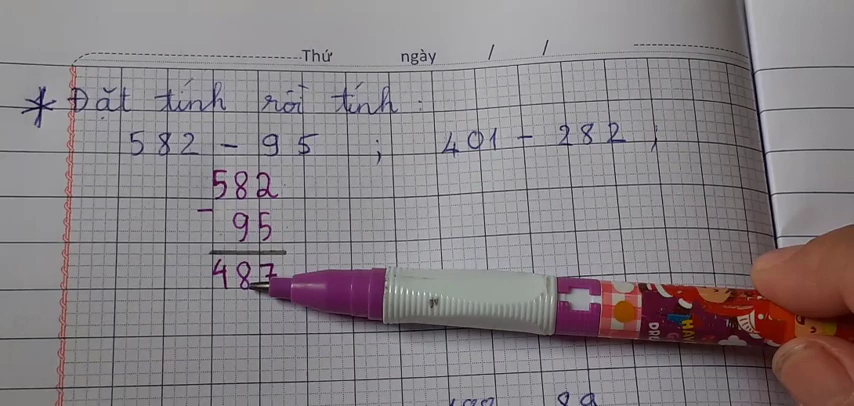 Thứ ngày / /
* Đặt tính rồi tính :
582 - 95 ; 401 - 282 ;
582
- 95
487